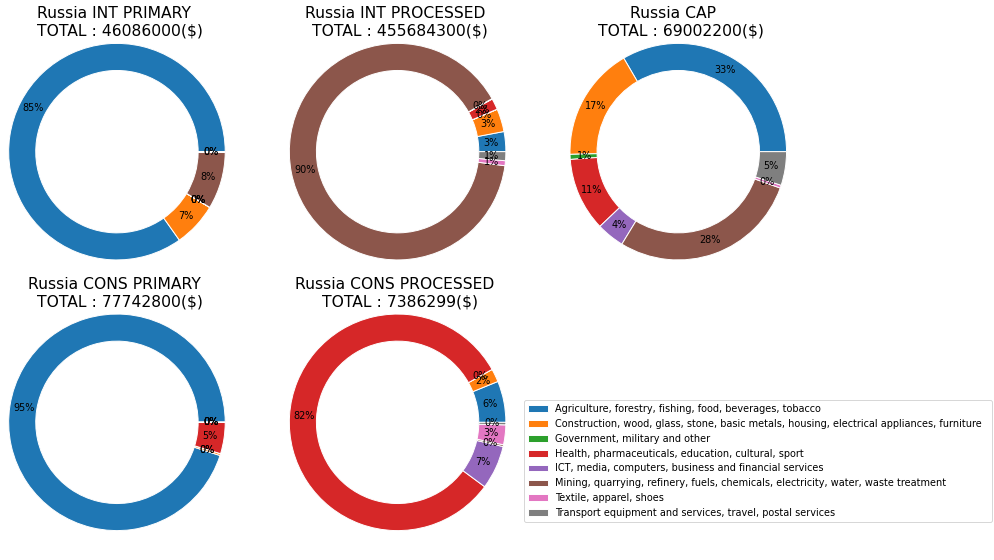 Russia INT PRIMARY
TOTAL : 46086000($)
85%
0%
8%
0%
7%
Russia INT PROCESSED
TOTAL : 455684300($)
90%
0%
0%
3%
3%
1%
1%
Russia CAP
TOTAL : 69002200($)
33%
17%
1%
11%
4%
28%
0%
5%
Russia CONS PRIMARY
TOTAL : 77742800($)
95%
0%
5%
0%
Russia CONS PROCESSED
TOTAL : 7386299($)
82%
0%
2%
6%
0%
3%
0%
7%
Agriculture, forestry, fishing, food, beverages, tobacco
Construction, wood, glass, stone, basic metals, housing, electrical appliances, furniture
Government, military and other
Health, pharmaceuticals, education, cultural, sport
ICT, media, computers, business and financial services
Mining, quarrying, refinery, fuels, chemicals, electricity, water, waste treatment
Textile, apparel, shoes
Transport equipment and services, travel, postal services